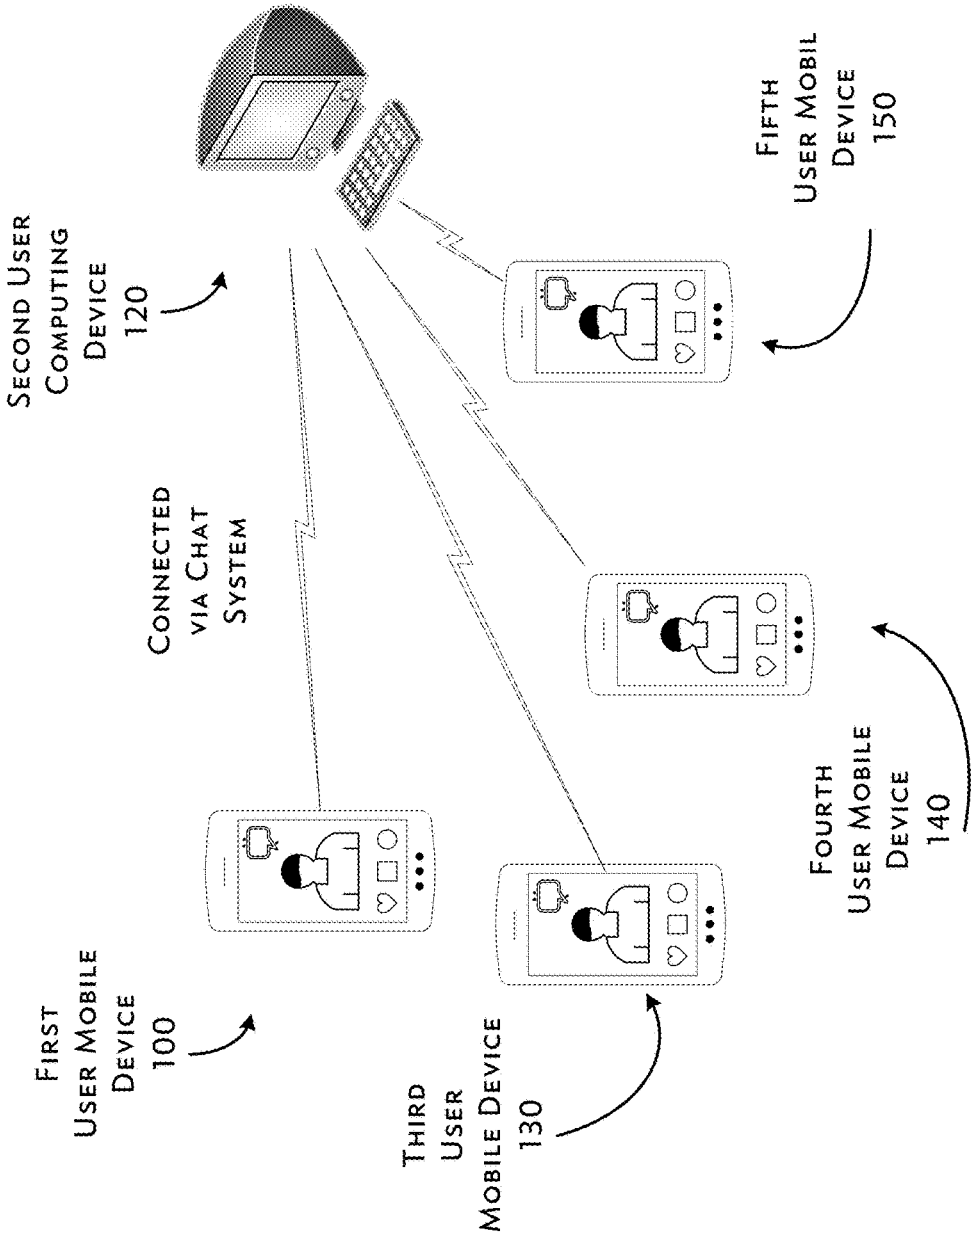 FIRST
USER MOBILE
DEVICE
100
CONNECTED
VIA CHAT
SYSTEM
SECOND USER
COMPUTING
DEVICE
120
THIRD
USER
MOBILE DEVICE
130
FOURTH
USER MOBILE
DEVICE
140
FIFTH
USER MOBIL
DEVICE
150